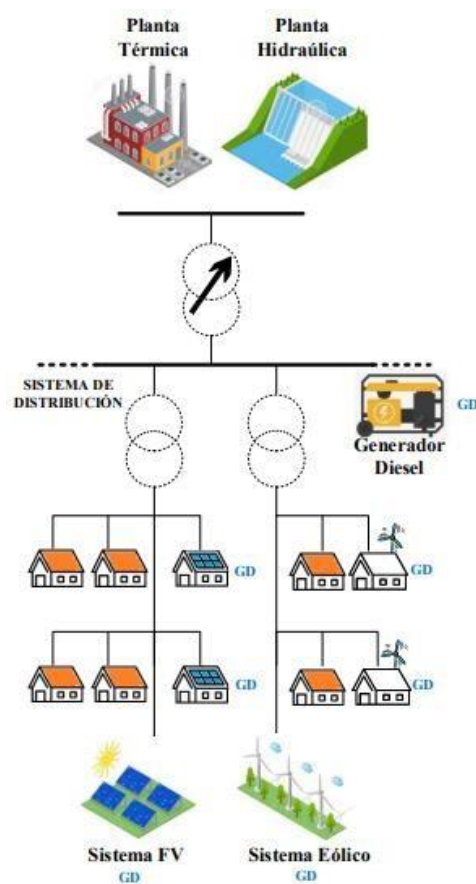 Planta
Térmica
Planta
Hidraúlica
SISTEMA DE
DISTRIBUCIÓN
GD
Generador
Diesel
GD
GD
GD
GD
Sistema FV
GD
Sistema Eólico
GD